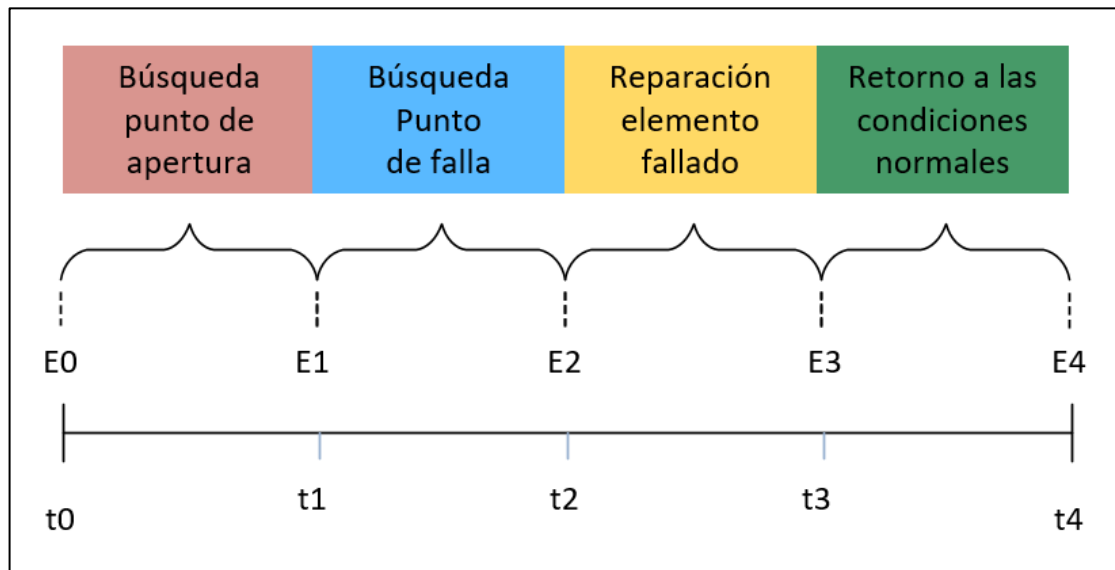 Búsqueda
punto de
apertura
Búsqueda
Punto
de falla
Reparación
elemento
fallado
Retorno a las
condiciones
normales
E0
E1
E2
E3
E4
t0
t1
t2
t3
t4